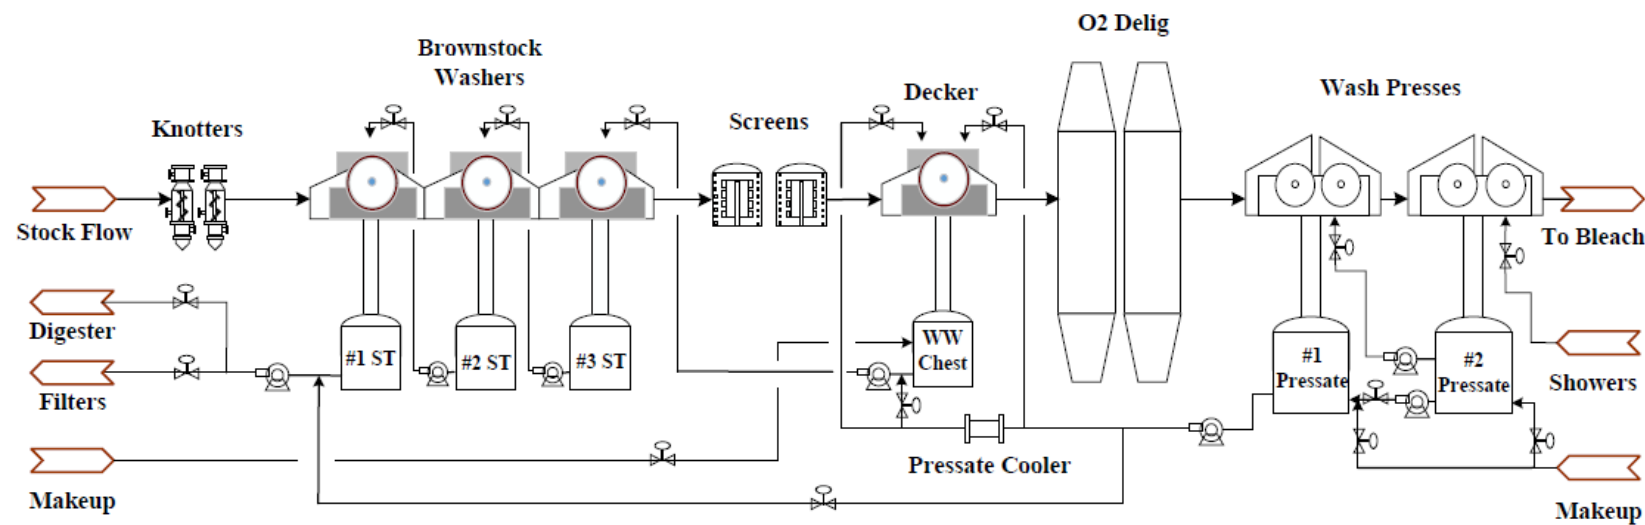 O2 Delig
Brownstock
Washers
Wash Presses
Decker
Screens
Knotters
Stock Flow
To Bleach
Digester
#1 ST
#2 ST
#3 ST
WW
Chest
#1
Pressate
#2
Pressate
Filters
Showers
Pressate Cooler
Makeup
Makeup